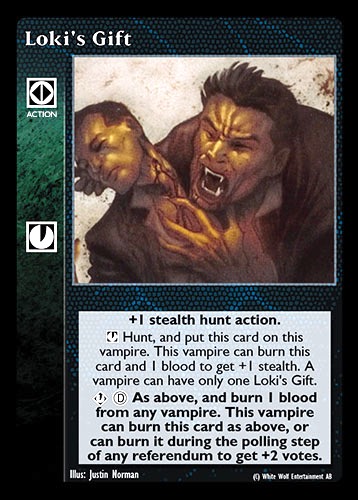 Loki's Gift
ACTION
+1 stealth hunt action.
Hunt, and put this card on this
vampire. This vampire can burn this
card and 1 blood to get +1 stealth. A
vampire can have only one Loki's Gift.
D As above, and burn 1 blood
from any vampire. This vampire
can burn this card as above, or
can burn it during the polling step
of any referendum to get +2 votes.
Illus: Justin Norman
(C) White Wolf Entertainment AB